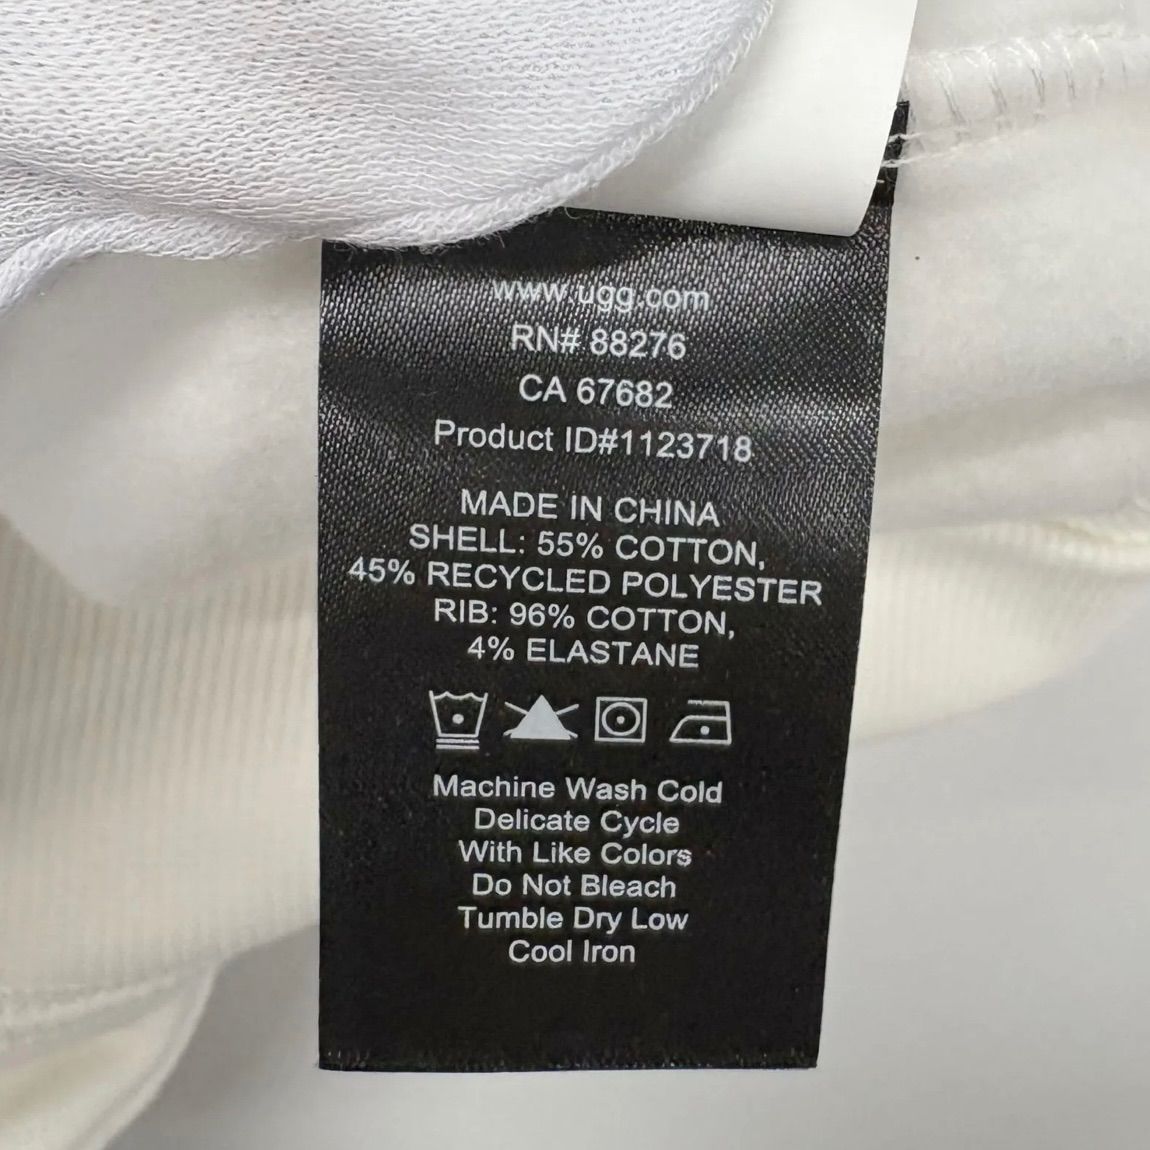 www.ugg.com
RN# 88276
CA 67682
Product ID#1123718
MADE IN CHINA
SHELL: 55% COTTON,
45% RECYCLED POLYESTER
RIB: 96% COTTON,
4% ELASTANE
Machine Wash Cold
Delicate Cycle
With Like Colors
Do Not Bleach
Tumble Dry Low
Cool Iron